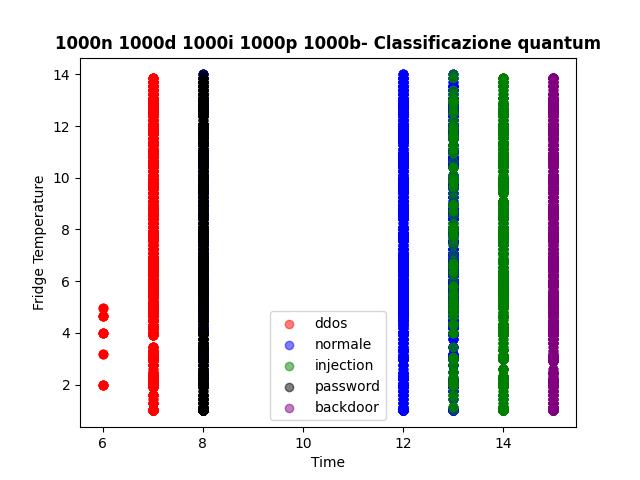 1000n 1000d 1000i 1000p 1000b- Classificazione quantum
14
12
10
8
6
4
2
Fridge Temperature
ddos
normale
injection
password
backdoor
6 8 10 12 14
Time